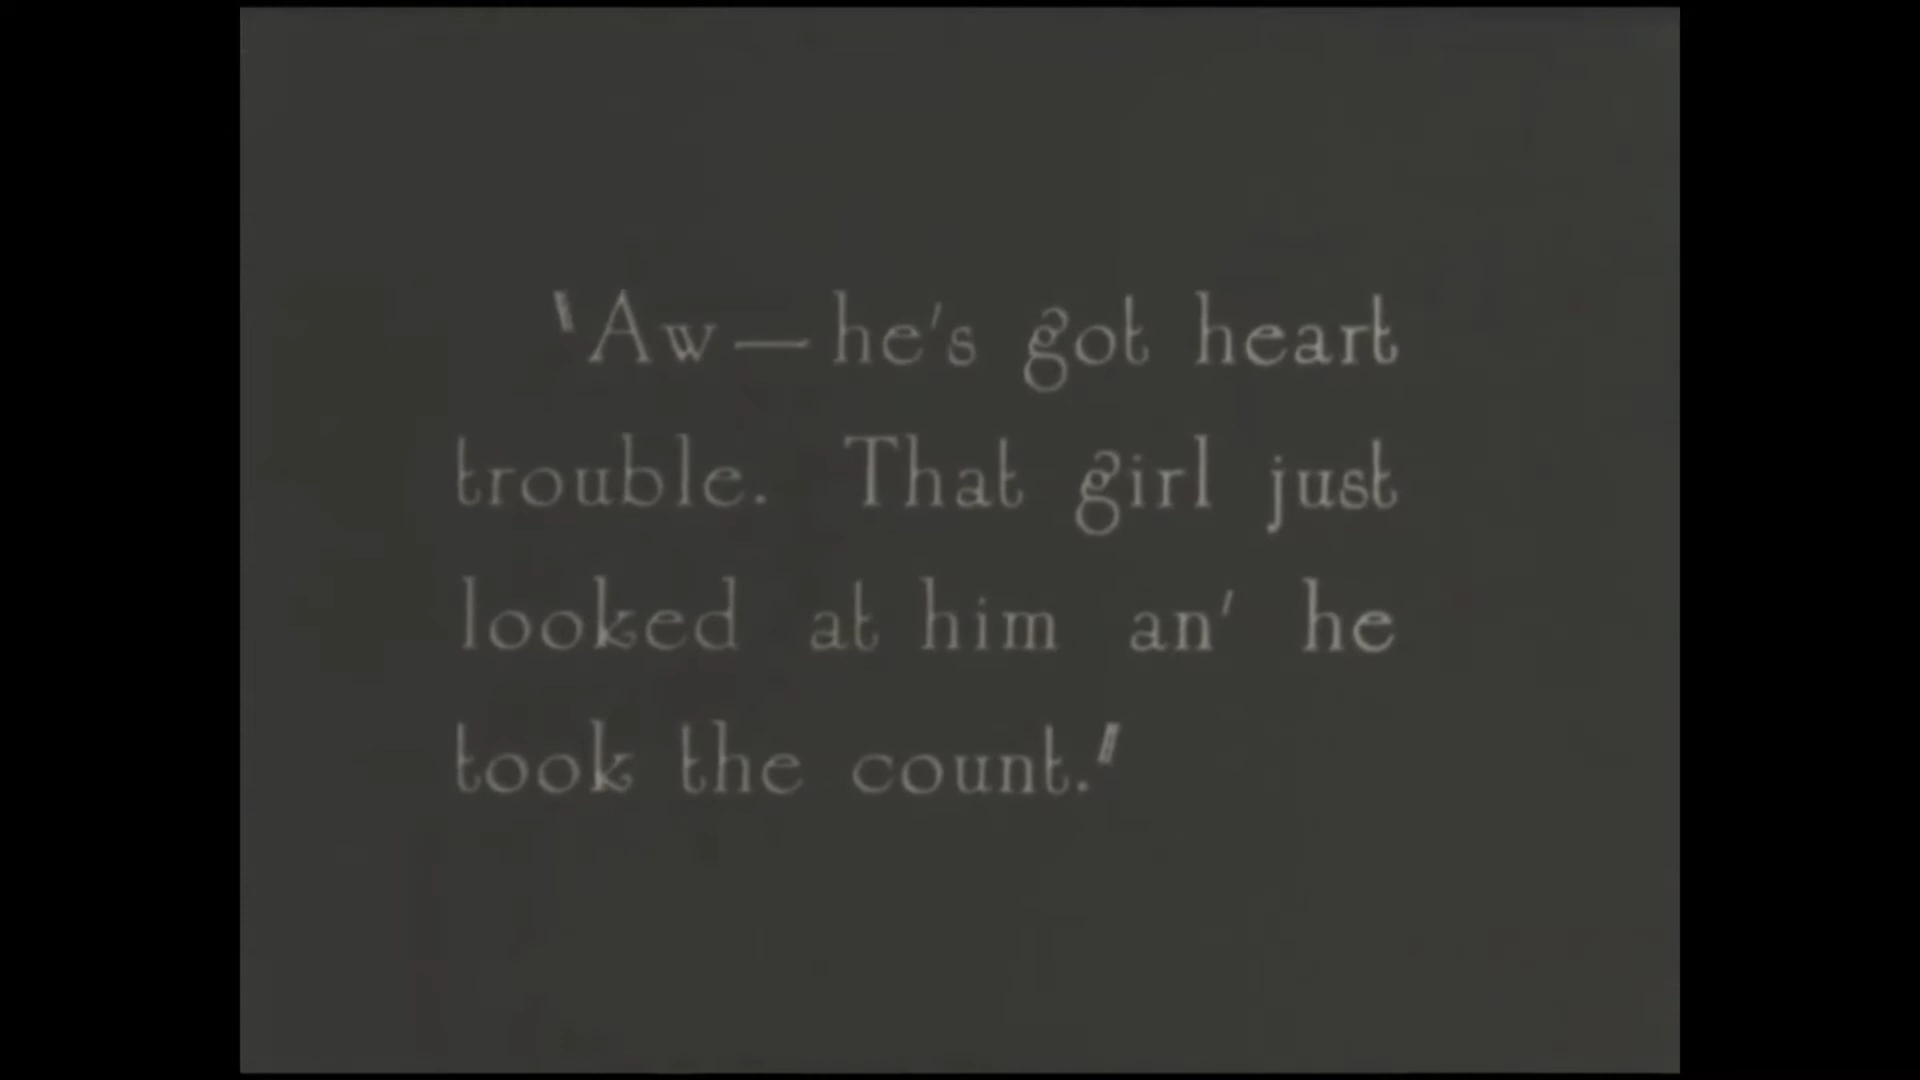 "Aw—he's got heart
trouble. That girl just
looked at him an' he
took the count."